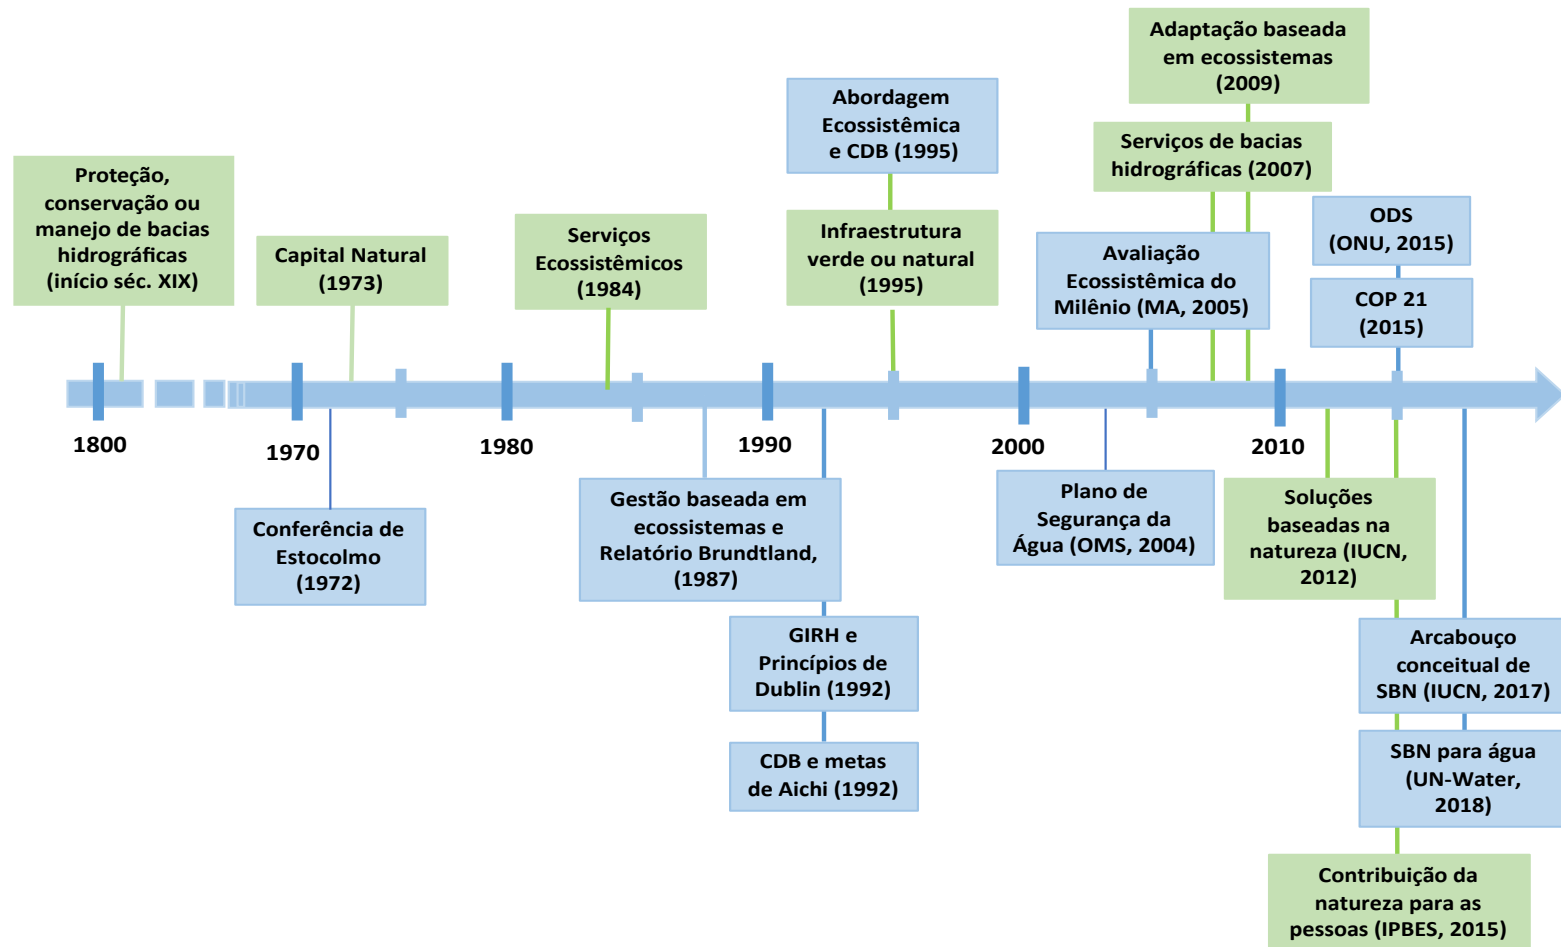 Adaptação baseada
em ecossistemas
(2009)
Abordagem
Ecossistêmica
e CDB (1995)
Serviços de bacias
hidrográficas (2007)
Proteção,
conservação ou
manejo de bacias
hidrográficas
(início séc. XIX)
Capital Natural
(1973)
Serviços
Ecossistêmicos
(1984)
Infraestrutura
verde ou natural
(1995)
Avaliação
Ecossistêmica do
Milênio (MA, 2005)
ODS
(ONU, 2015)
COP 21
(2015)
1800
1970
1980
1990
2000
2010
Conferência de
Estocolmo
(1972)
Gestão baseada em
ecossistemas e
Relatório Brundtland,
(1987)
Plano de
Segurança da
Água (OMS, 2004)
Soluções
baseadas na
natureza (IUCN,
2012)
GIRH e
Princípios de
Dublin (1992)
Arcabouço
conceitual de
SBN (IUCN, 2017)
CDB e metas
de Aichi (1992)
SBN para água
(UN-Water,
2018)
Contribuição da
natureza para as
pessoas (IPBES, 2015)